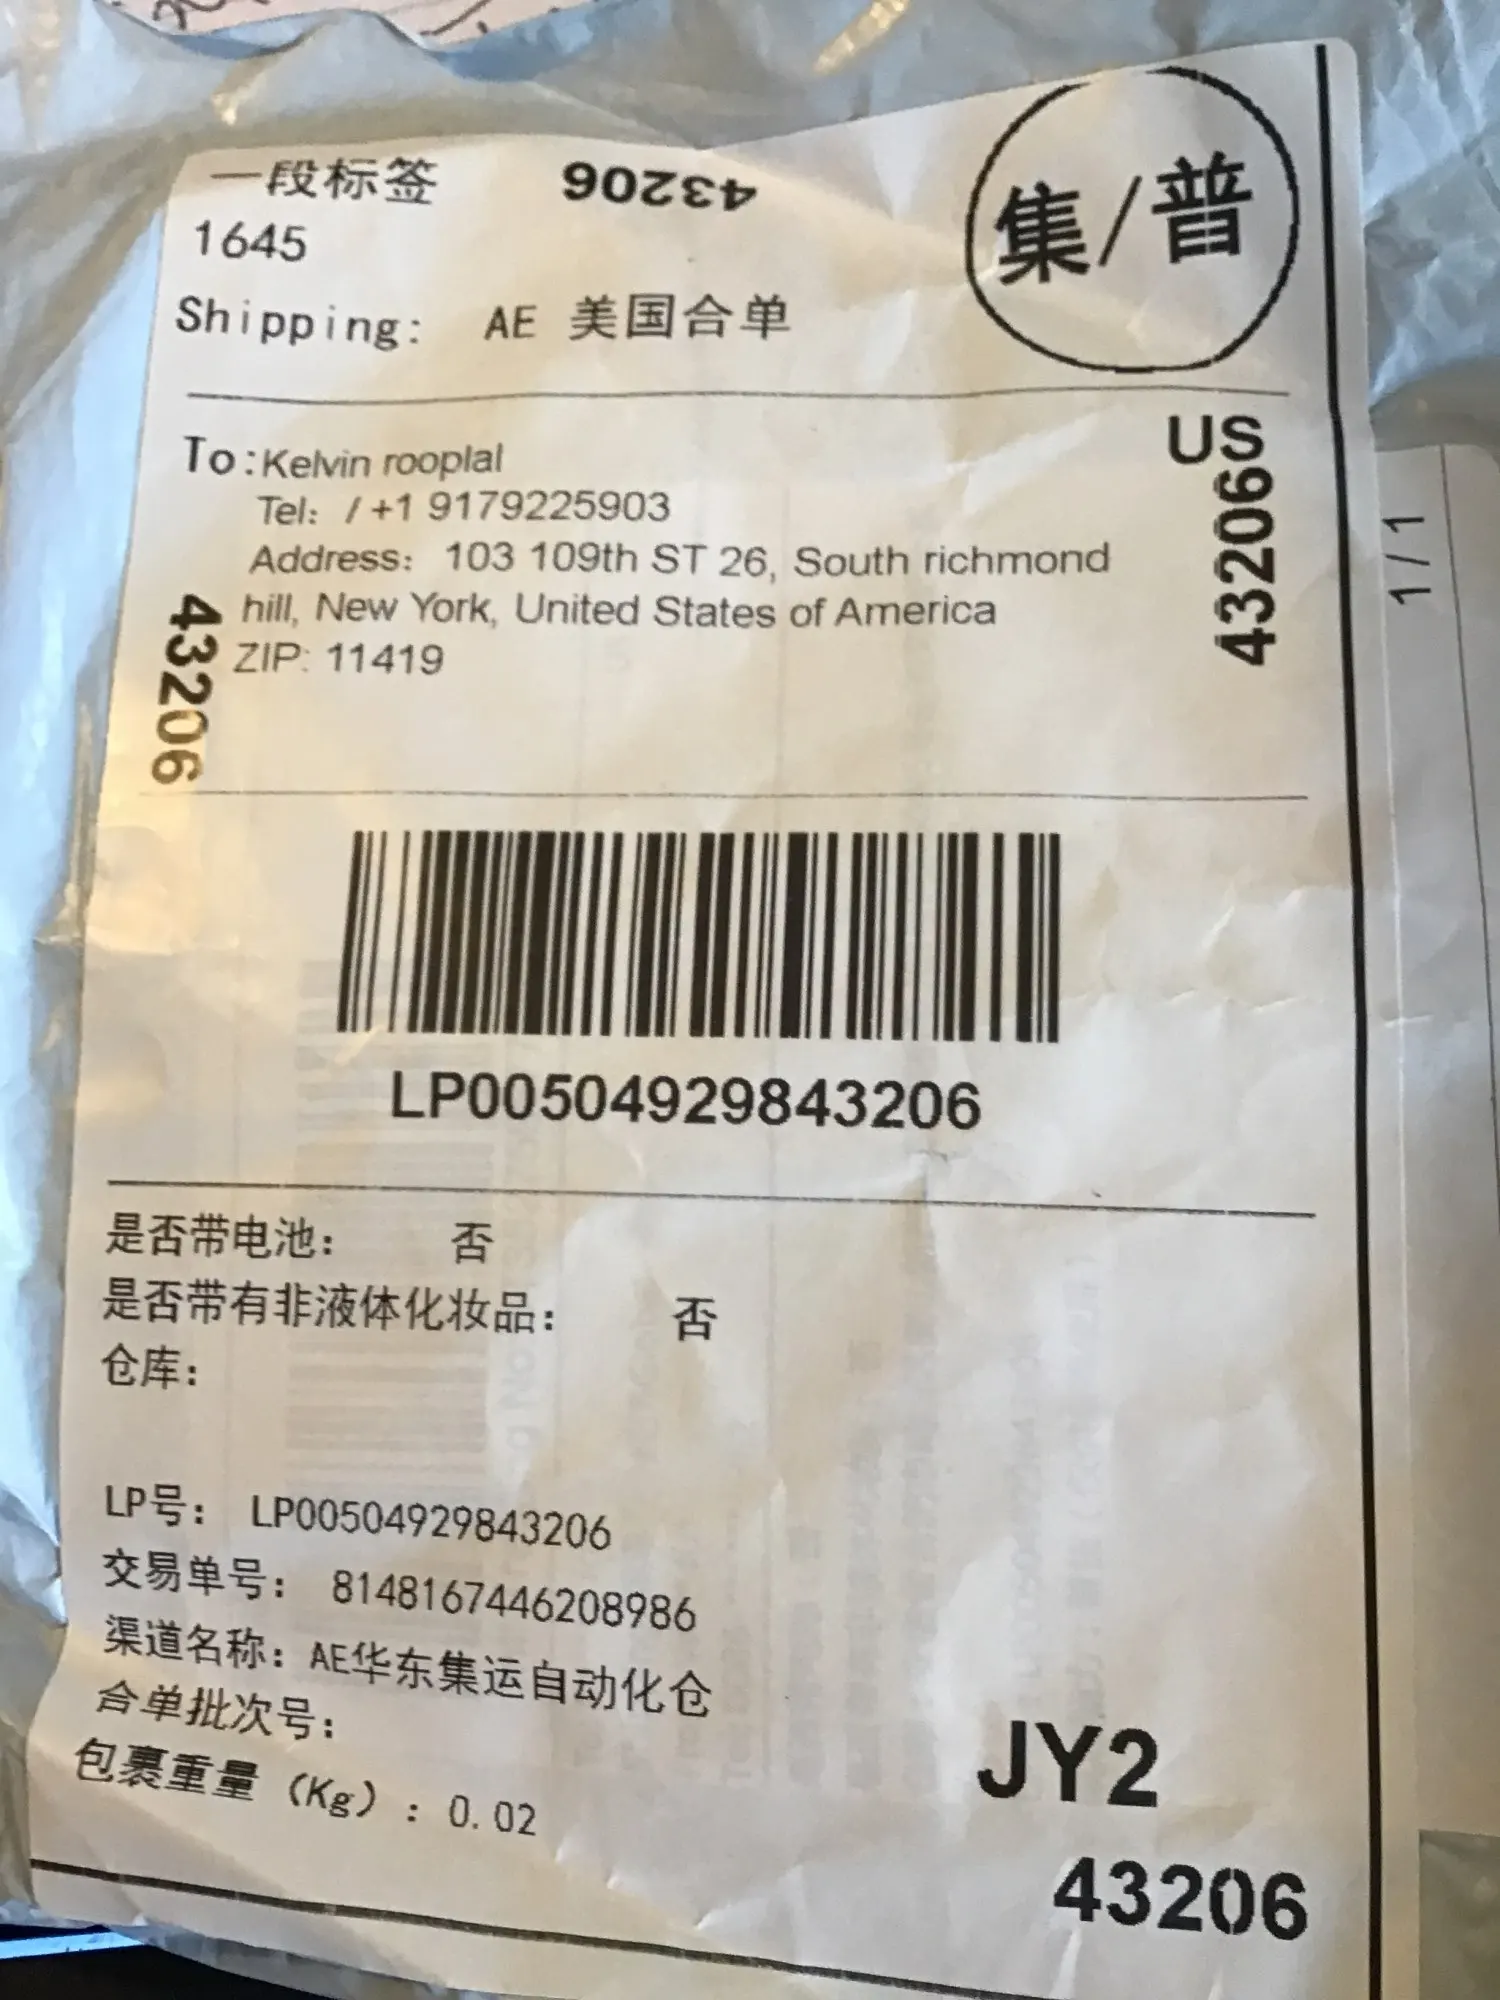 一段标签
43206
集/普
1645
Shipping: AE 美国合单
US
43206
1/1
To:Kelvin rooplal
Tel: / +1 9179225903
Address: 103 109th ST 26, South richmond
hill, New York, United States of America
ZIP: 11419
43206
LP00504929843206
是否带电池: 否
是否带有非液体化妆品: 否
仓库:
LP号: LP00504929843206
交易单号: 8148167446208986
渠道名称: AE华东集运自动化仓
合单批次号:
包裹重量 (Kg) : 0.02
JY2
43206